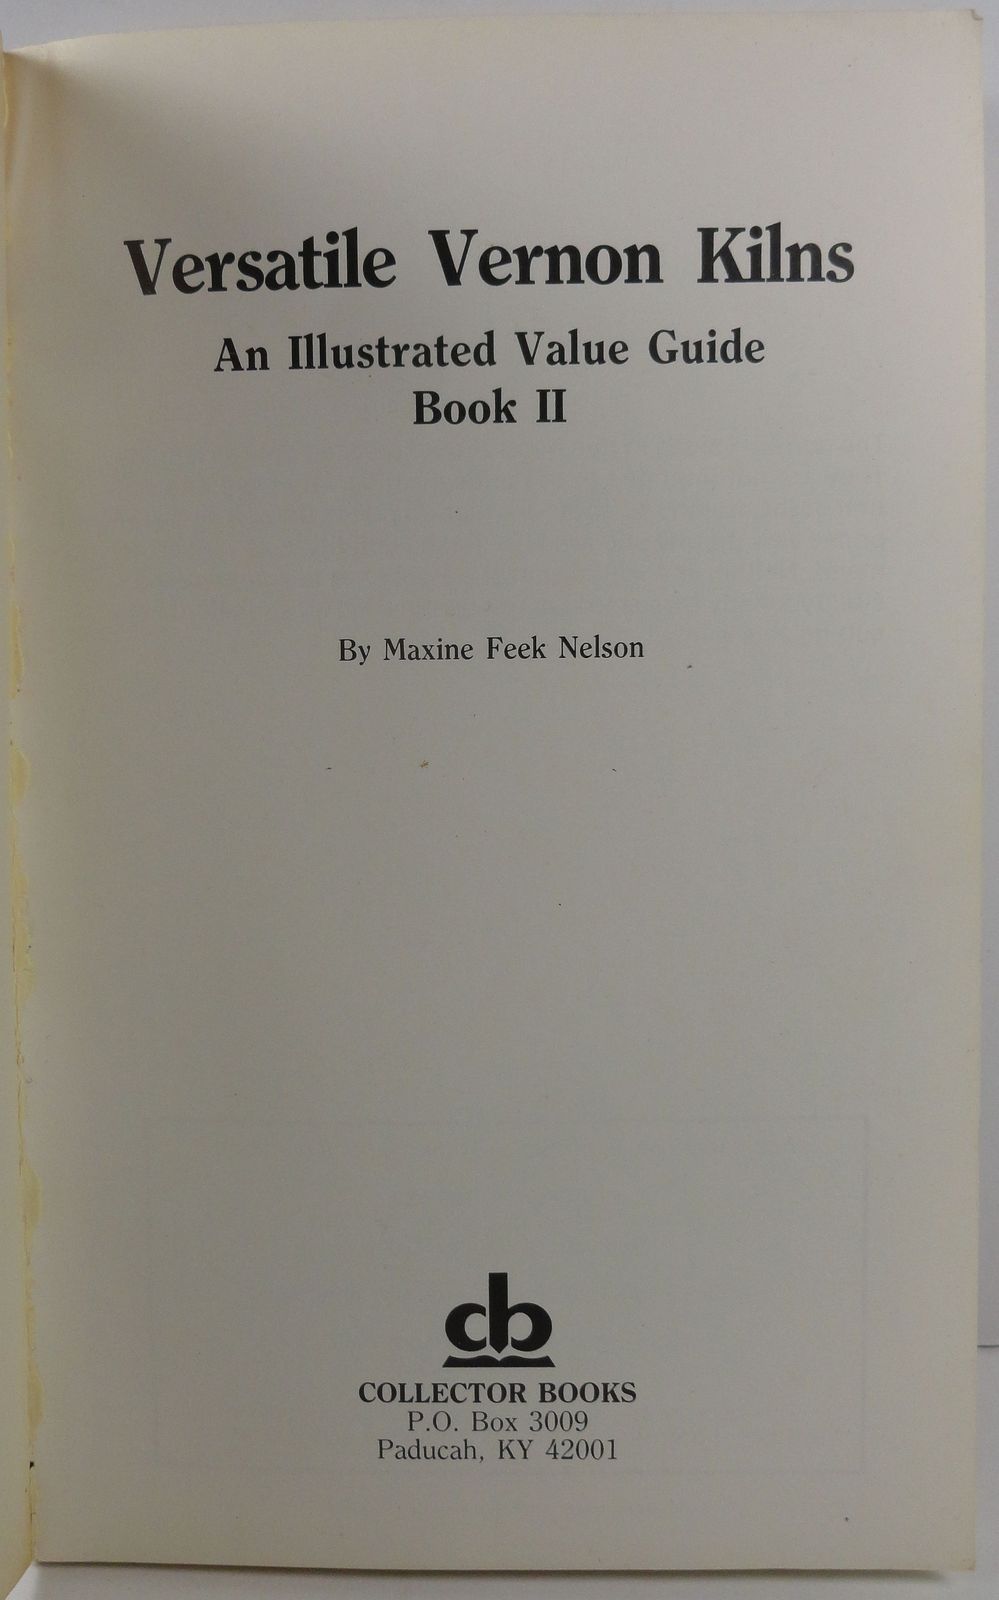 Versatile Vernon Kilns
An Illustrated Value Guide
Book II
By Maxine Feek Nelson
cb
COLLECTOR BOOKS
P.O. Box 3009
Paducah, KY 42001